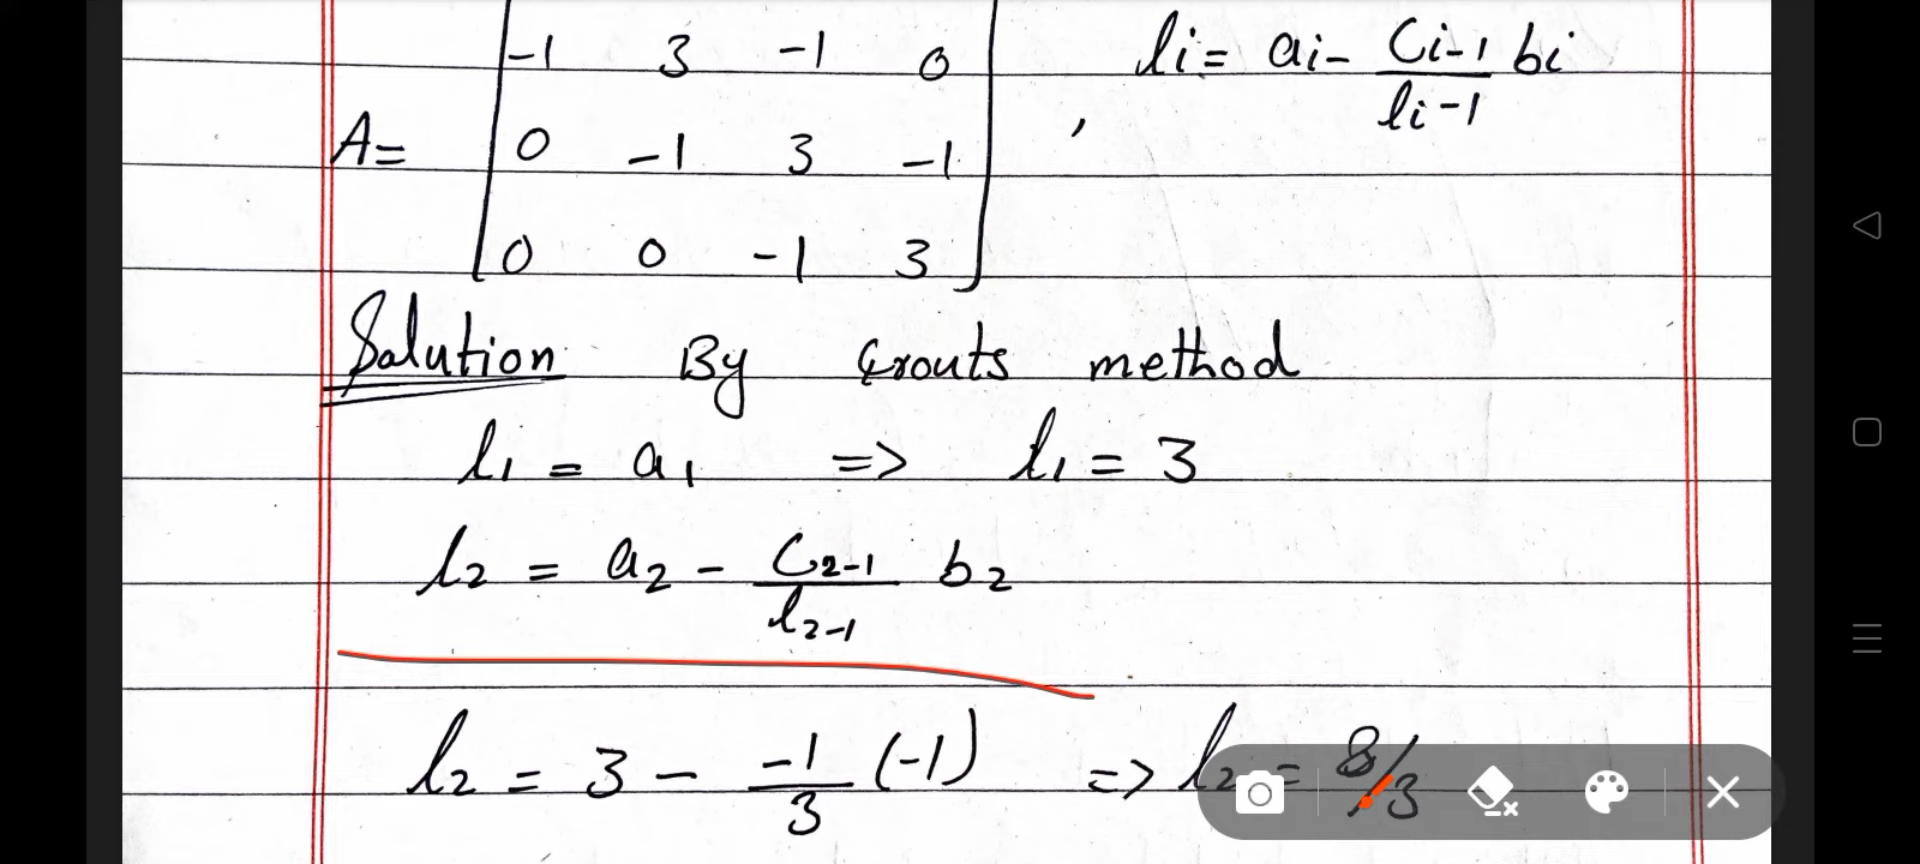 -1 3 -1 0 , li = ai - Ci-1/li-1 bi
A= 0 -1 3 -1
0 0 -1 3
Solution By Crouts method
l1 = a1 => l1 = 3
l2 = a2 - C2-1/l2-1 b2
l2 = 3 - -1/3 (-1) => l2 = 8/3